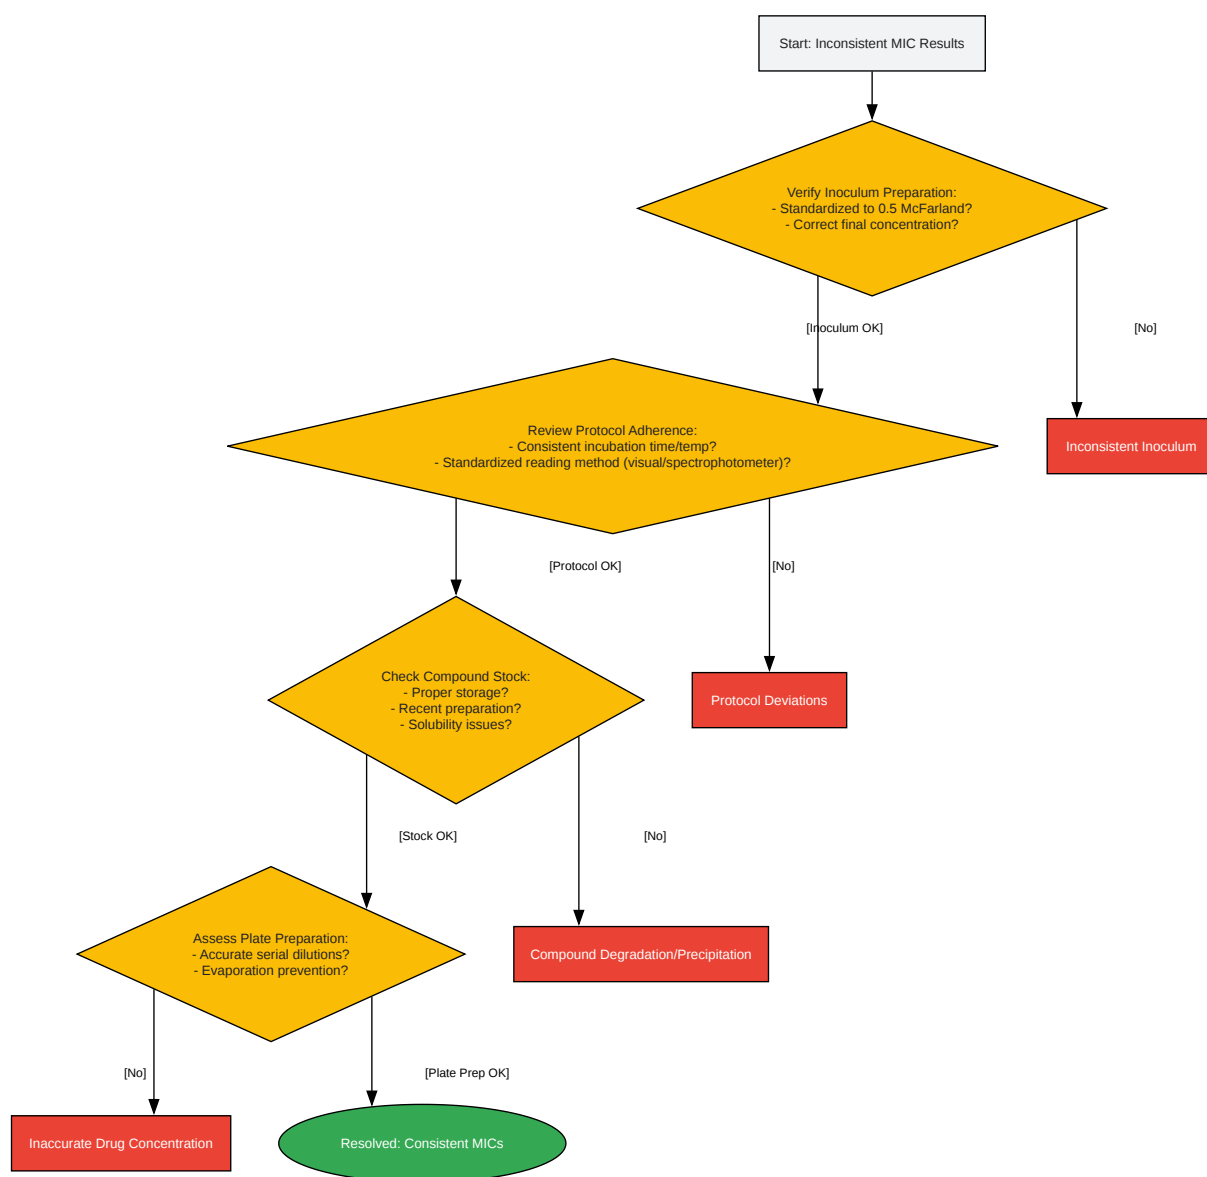 Start: Inconsistent MIC Results
Verify Inoculum Preparation:
- Standardized to 0.5 McFarland?
- Correct final concentration?
[Inoculum OK]
[No]
Review Protocol Adherence:
- Consistent incubation time/temp?
- Standardized reading method (visual/spectrophotometer)?
Inconsistent Inoculum
[Protocol OK]
[No]
Check Compound Stock:
- Proper storage?
- Recent preparation?
- Solubility issues?
Protocol Deviations
[Stock OK]
[No]
Assess Plate Preparation:
- Accurate serial dilutions?
- Evaporation prevention?
Compound Degradation/Precipitation
[No]
[Plate Prep OK]
Inaccurate Drug Concentration
Resolved: Consistent MICs